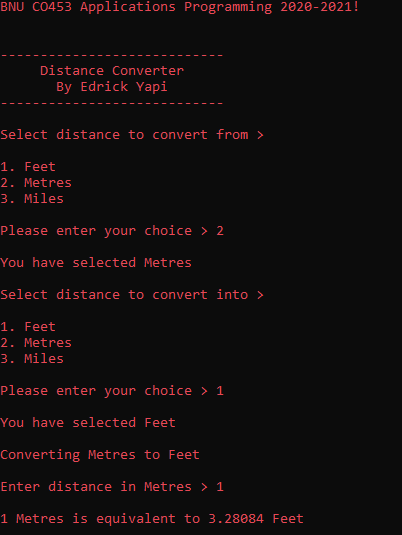 BNU CO453 Applications Programming 2020-2021!
----------------------------
Distance Converter
By Edrick Yapi
----------------------------
Select distance to convert from >
1. Feet
2. Metres
3. Miles
Please enter your choice > 2
You have selected Metres
Select distance to convert into >
1. Feet
2. Metres
3. Miles
Please enter your choice > 1
You have selected Feet
Converting Metres to Feet
Enter distance in Metres > 1
1 Metres is equivalent to 3.28084 Feet